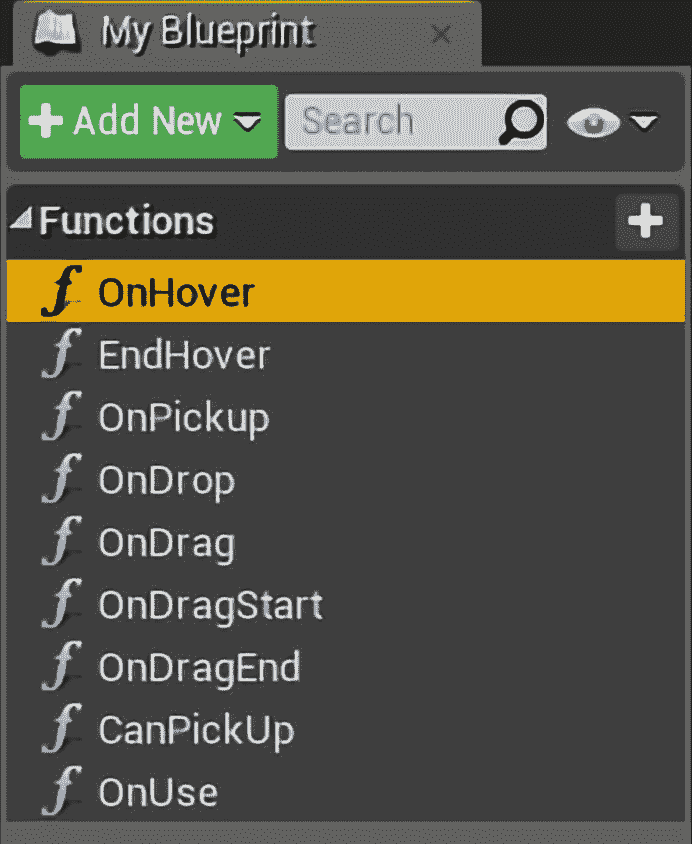 My Blueprint
Add New Search
Functions
OnHover
EndHover
OnPickup
OnDrop
OnDrag
OnDragStart
OnDragEnd
CanPickUp
OnUse